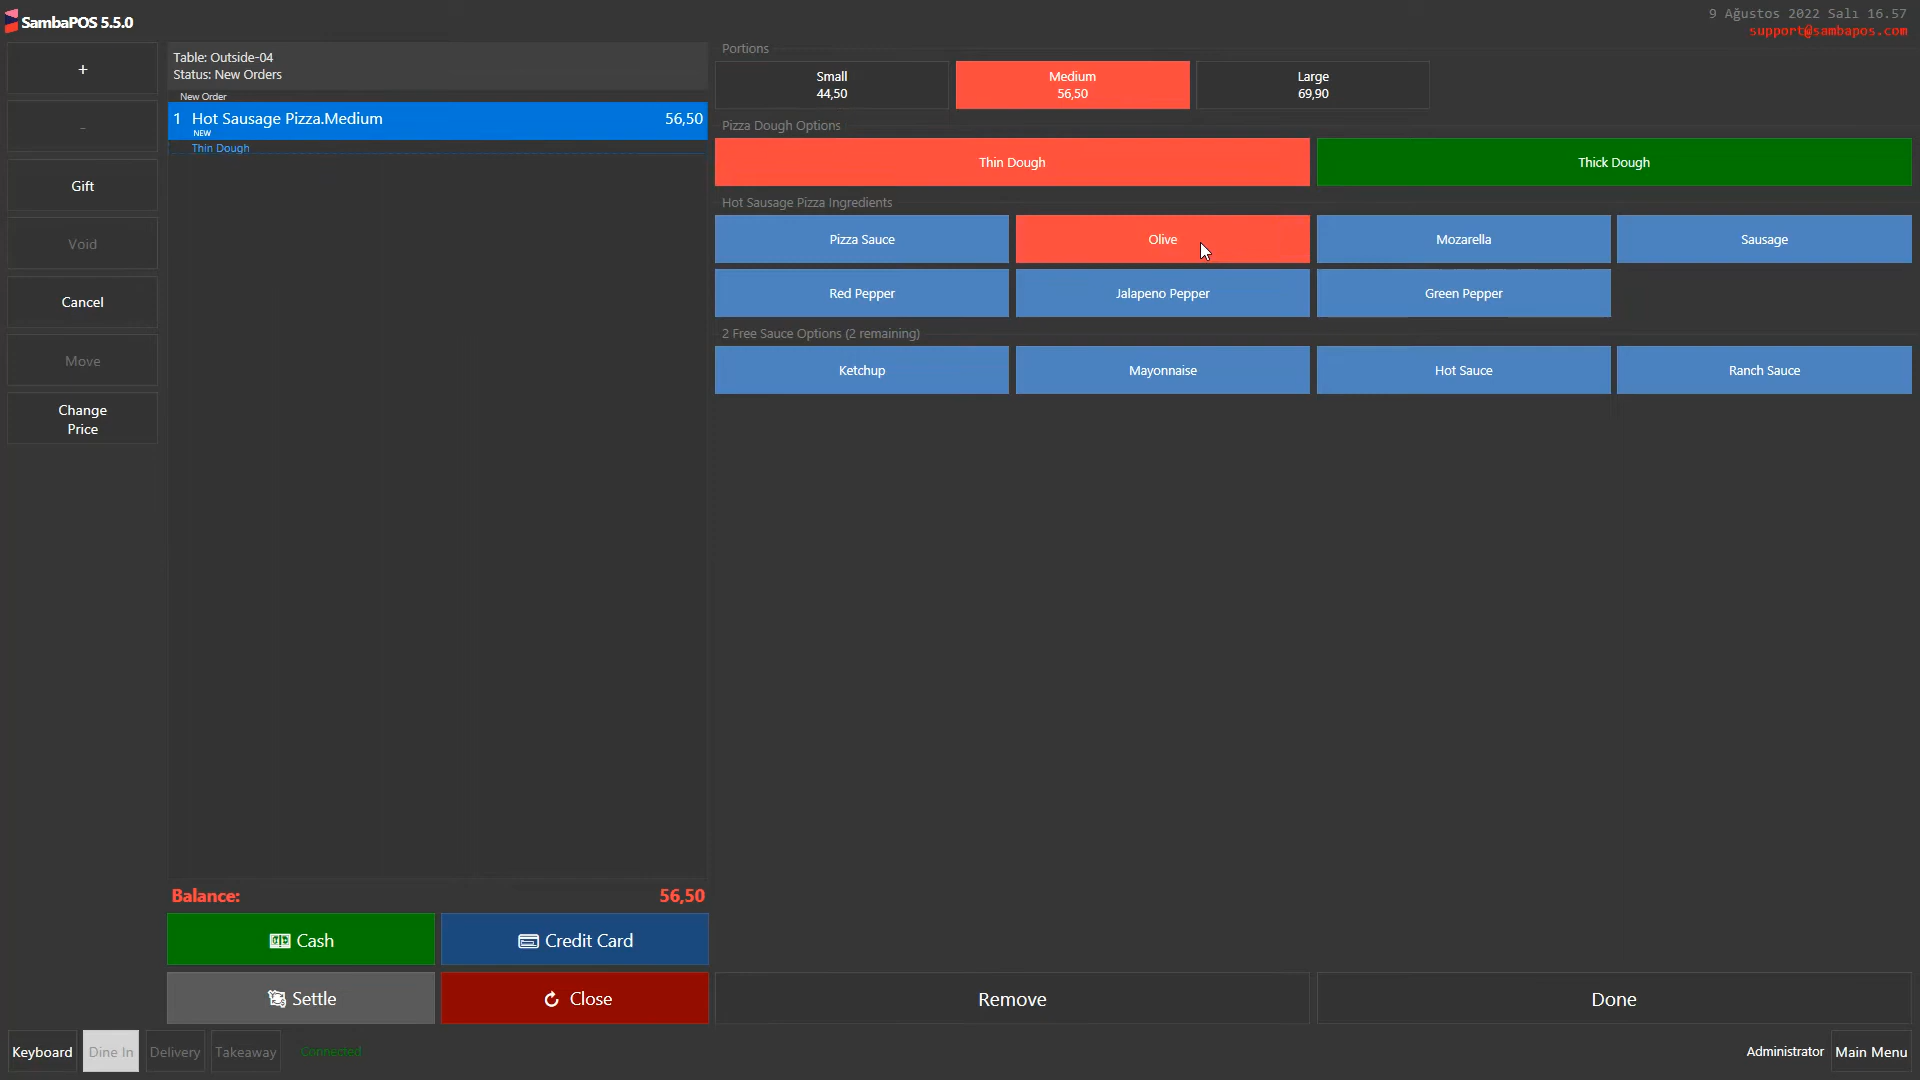 SambaPOS 5.5.0
9 Ağustos 2022 Salı 16.57
support@sambapos.com
+
-
Gift
Void
Cancel
Move
Change
Price
Table: Outside-04
Status: New Orders
New Order
1 Hot Sausage Pizza.Medium 56,50
NEW
Thin Dough
Balance: 56,50
Cash
Credit Card
Settle
Close
Portions
Small
44,50
Medium
56,50
Large
69,90
Pizza Dough Options
Thin Dough
Thick Dough
Hot Sausage Pizza Ingredients
Pizza Sauce
Olive
Mozarella
Sausage
Red Pepper
Jalapeno Pepper
Green Pepper
2 Free Sauce Options (2 remaining)
Ketchup
Mayonnaise
Hot Sauce
Ranch Sauce
Remove
Done
Keyboard
Dine In
Delivery
Takeaway
Connected
Administrator
Main Menu